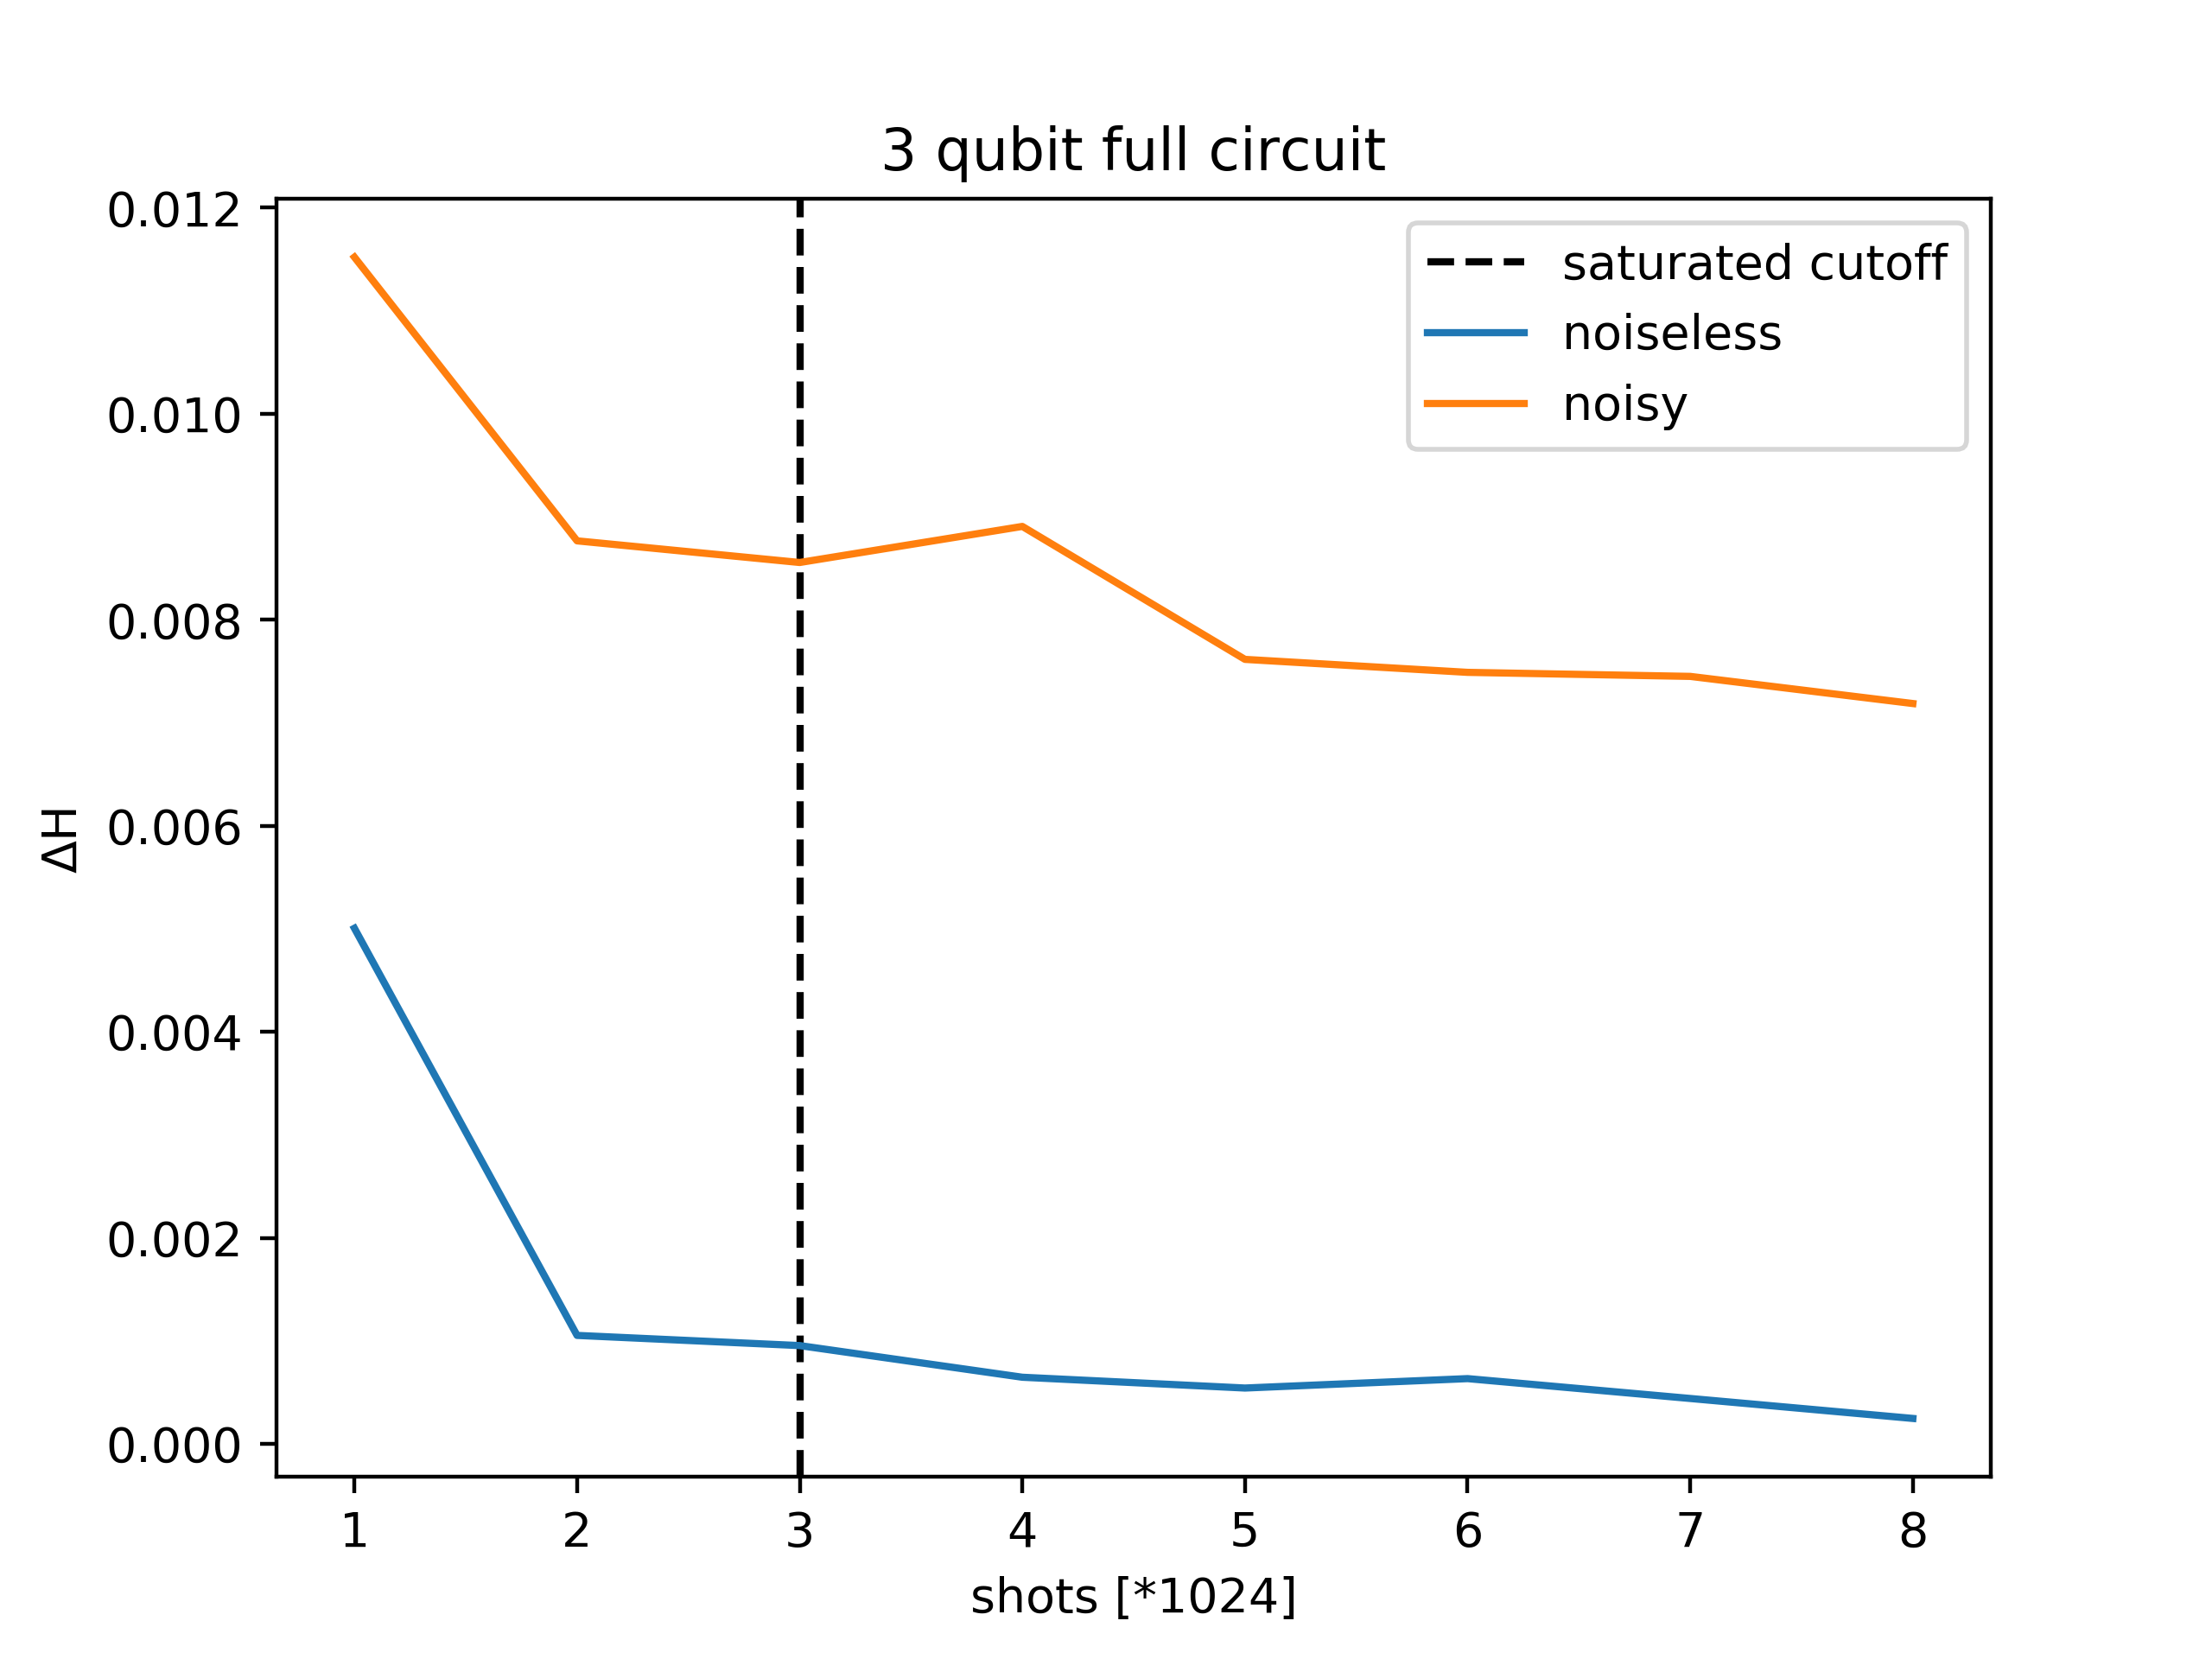 3 qubit full circuit
saturated cutoff
noiseless
noisy
0.012
0.010
0.008
0.006
0.004
0.002
0.000
ΔH
1 2 3 4 5 6 7 8
shots [*1024]